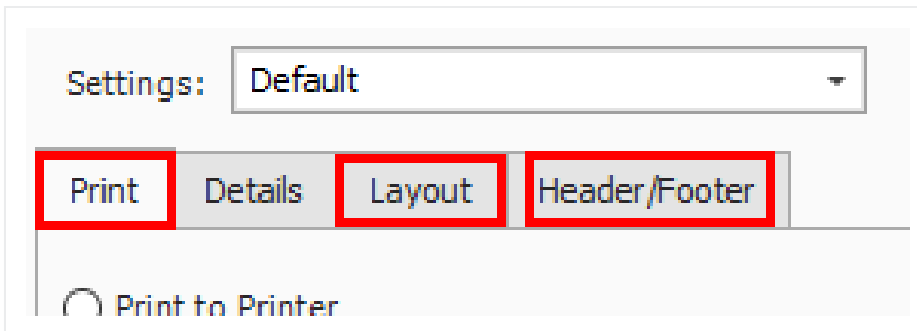 Settings: Default
Print Details Layout Header/Footer
Print to Printer